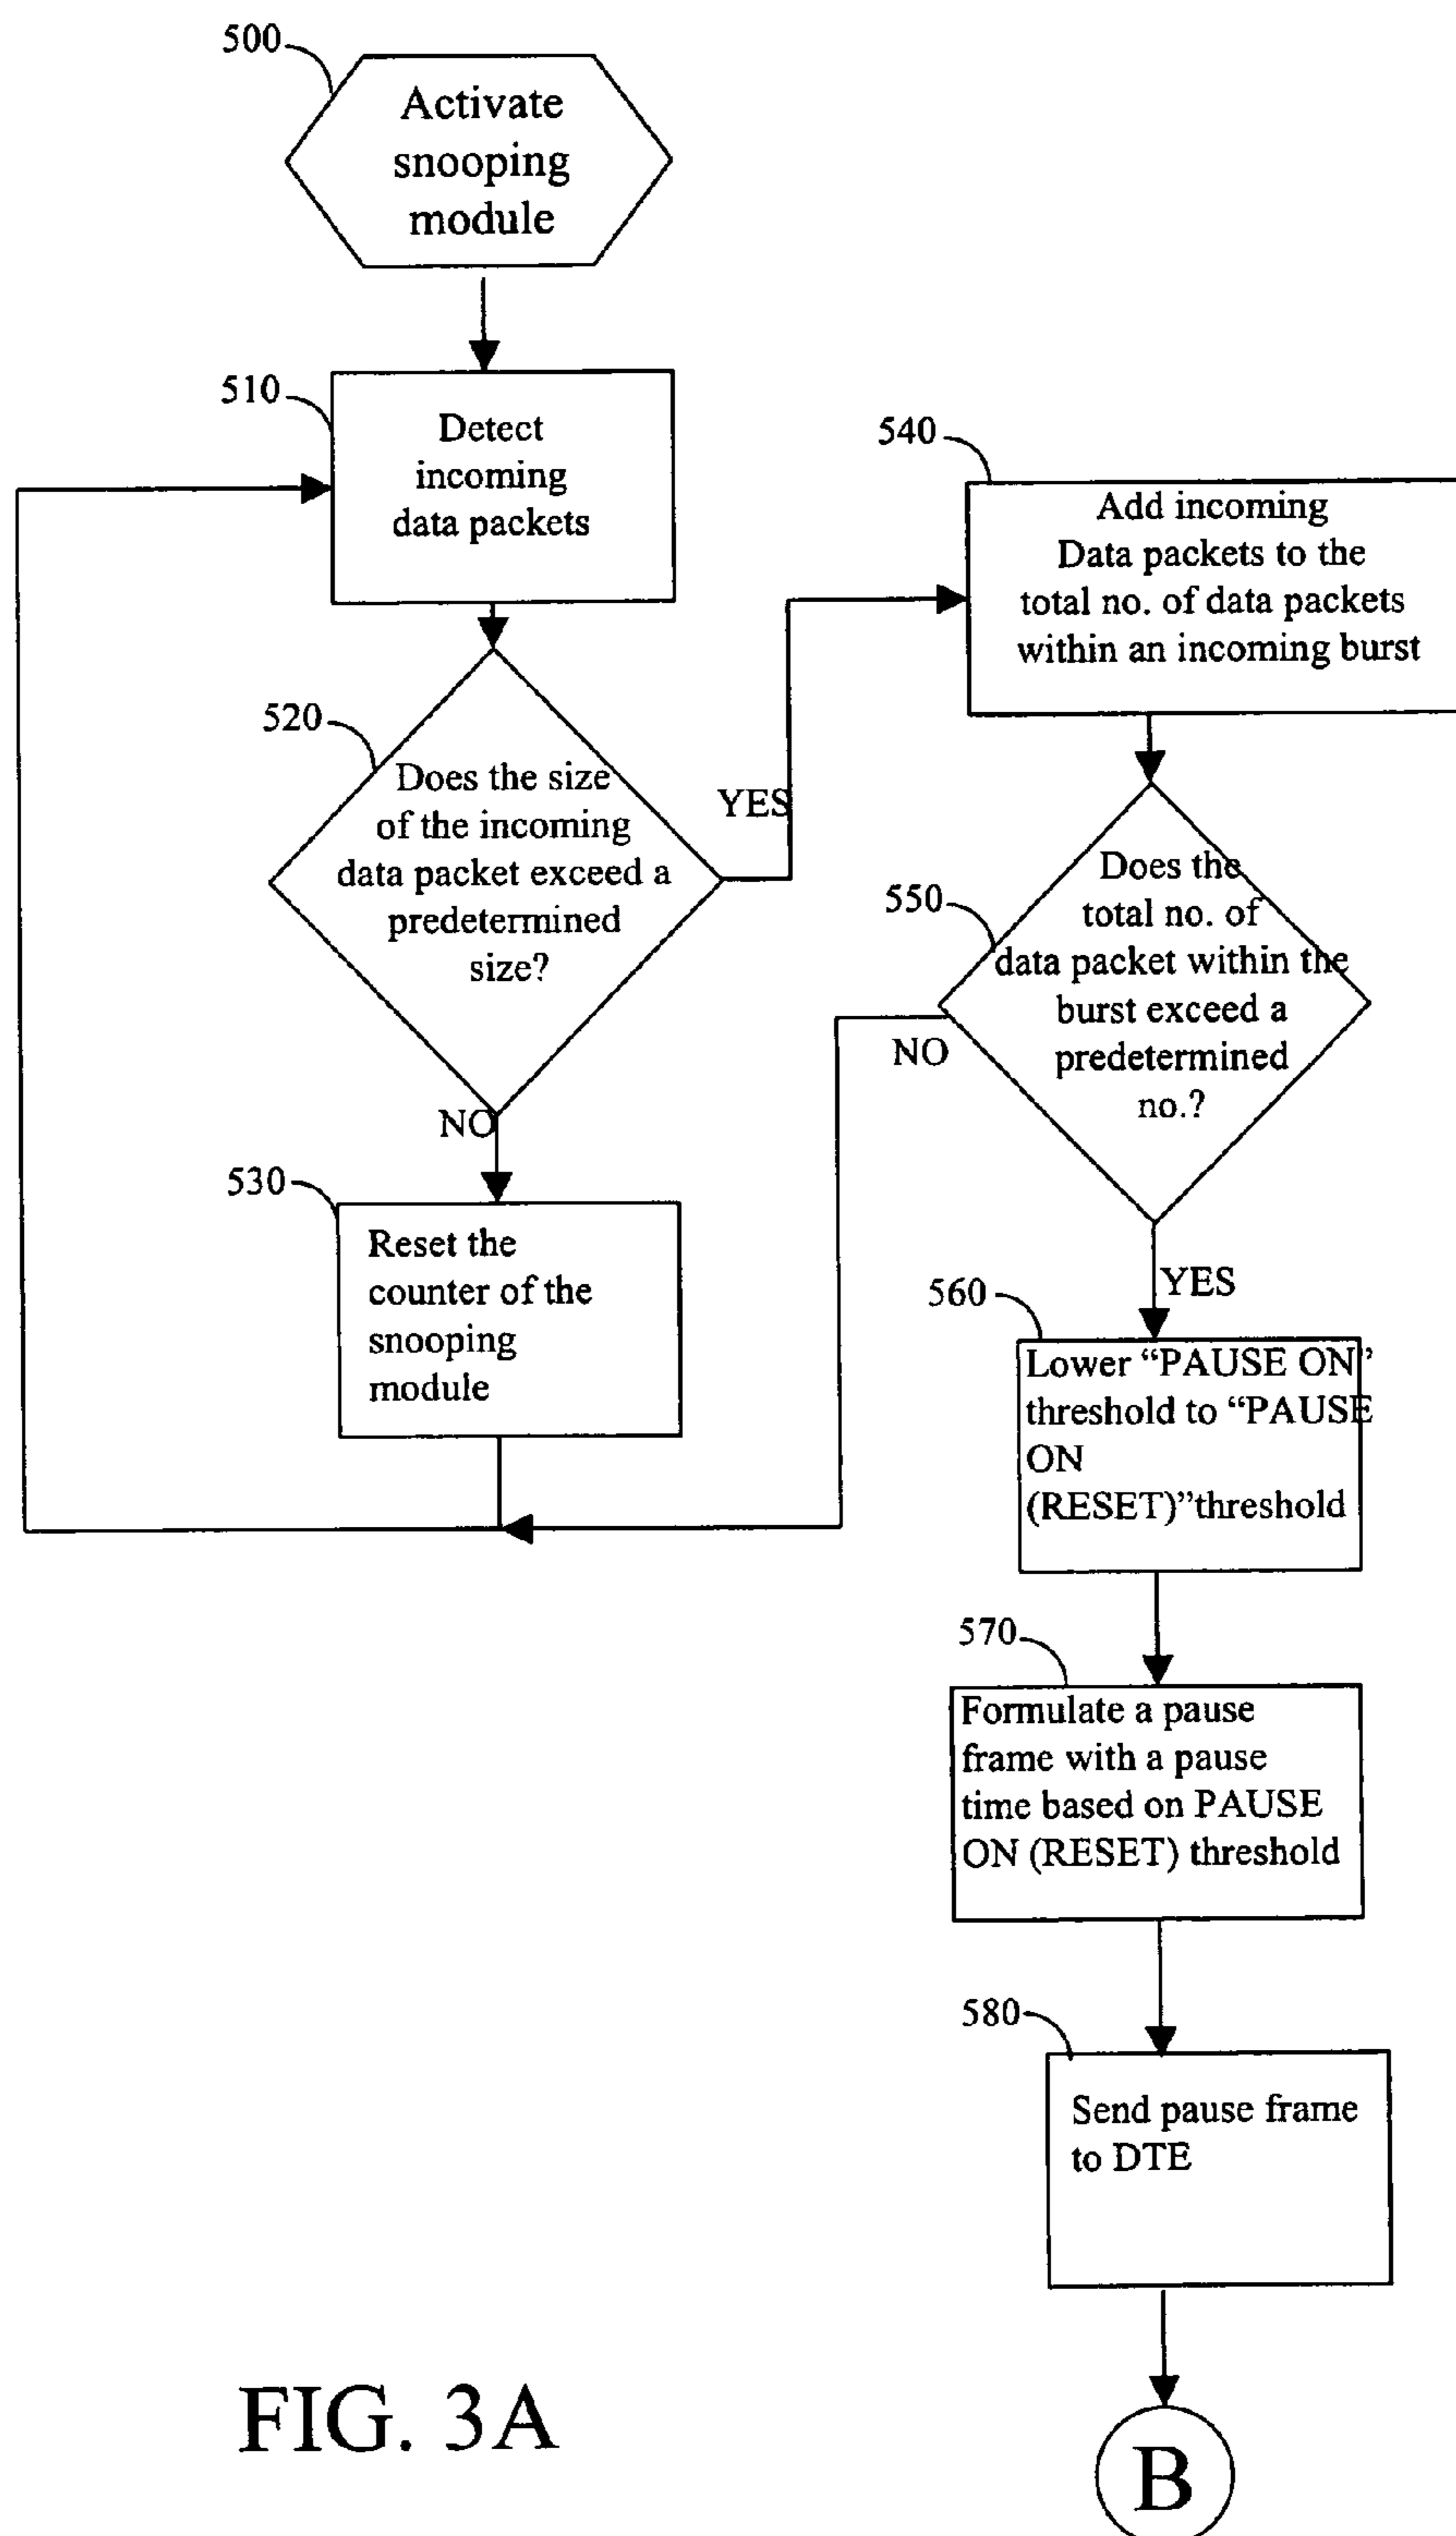 500
Activate
snooping
module
510
Detect
incoming
data packets
520
Does the size
of the incoming
data packet exceed a
predetermined
size?
YES
NO
530
Reset the
counter of the
snooping
module
540
Add incoming
Data packets to the
total no. of data packets
within an incoming burst
550
Does the
total no. of
data packet within the
burst exceed a
predetermined
no.?
NO
YES
560
Lower “PAUSE ON”
threshold to “PAUSE
ON
(RESET)”threshold
570
Formulate a pause
frame with a pause
time based on PAUSE
ON (RESET) threshold
580
Send pause frame
to DTE
B
FIG. 3A